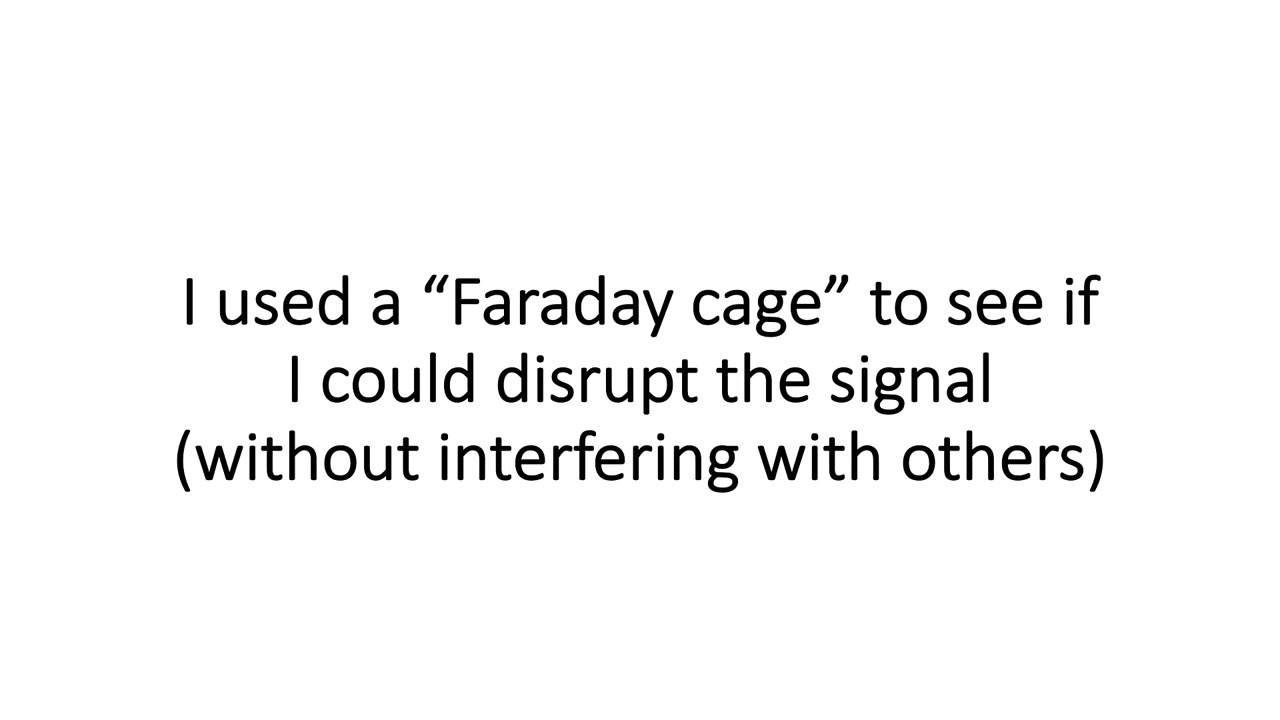 I used a “Faraday cage” to see if
I could disrupt the signal
(without interfering with others)